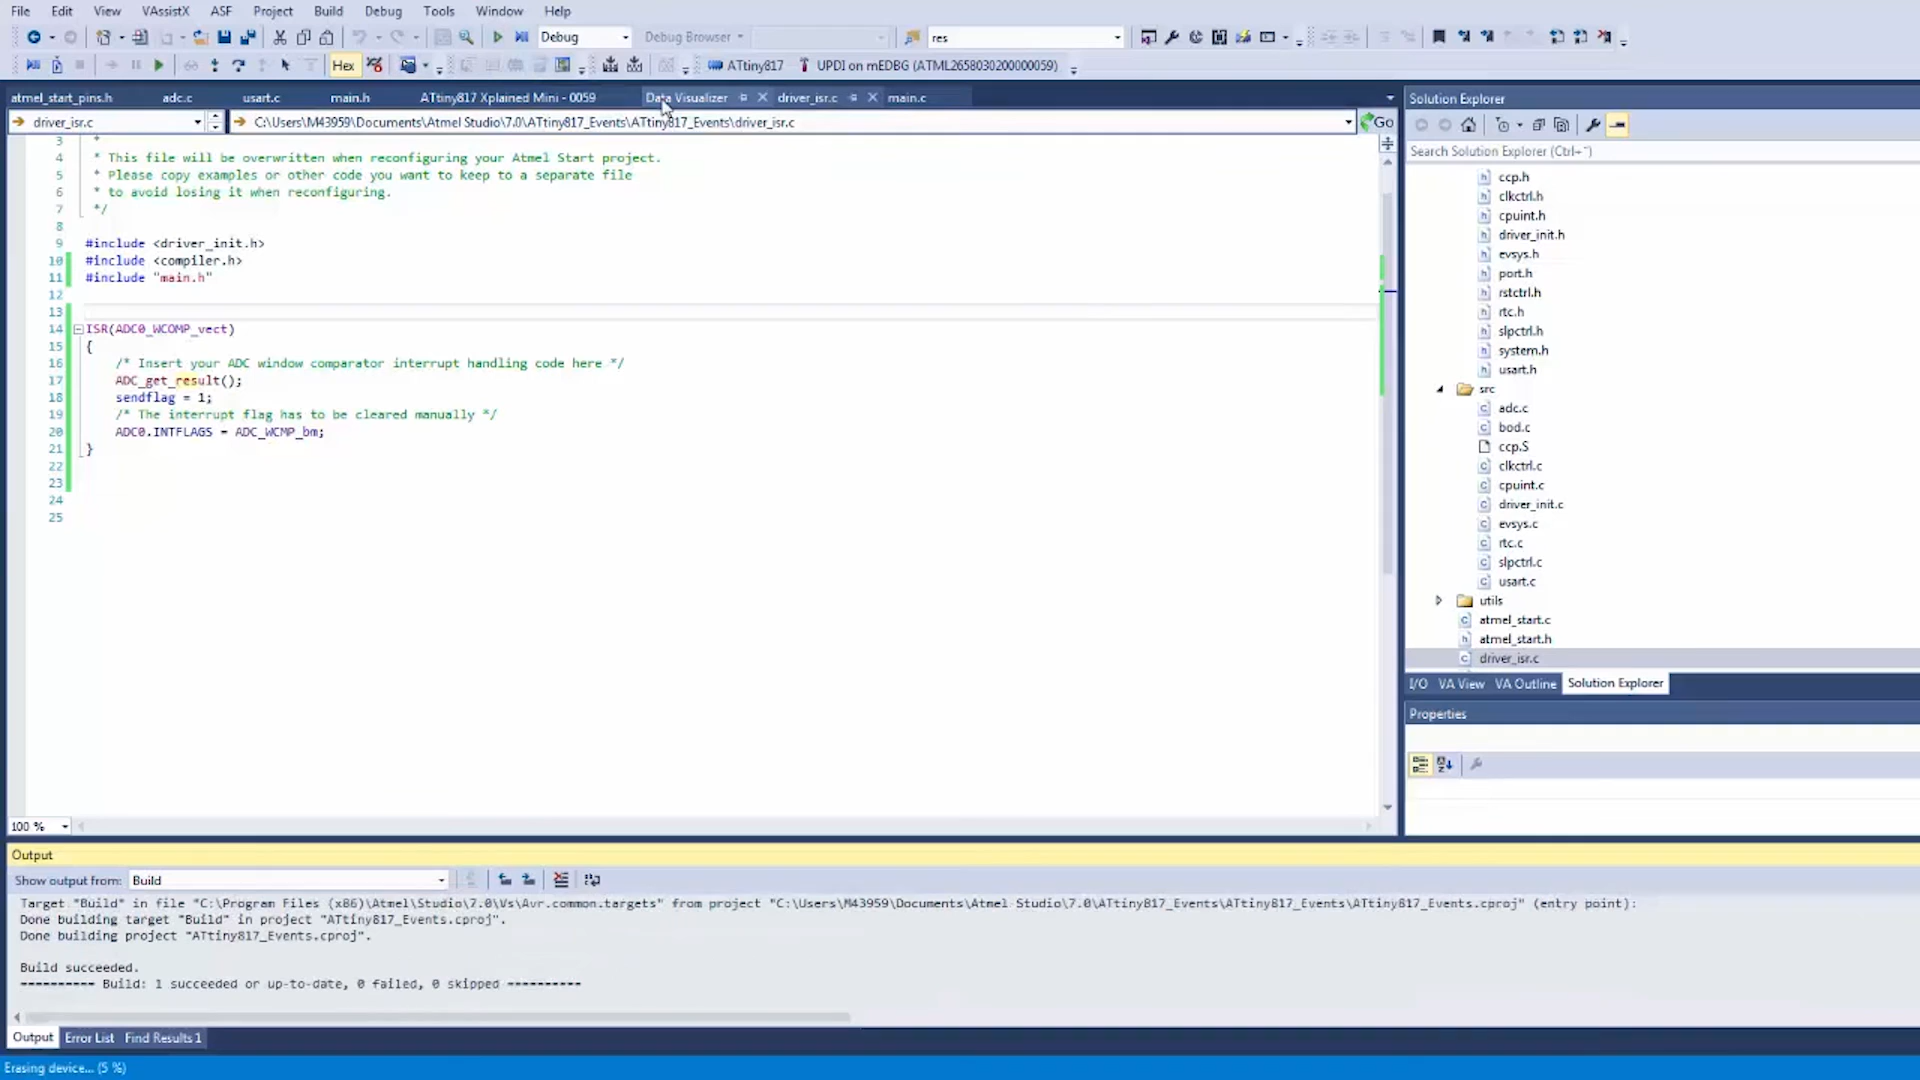 File Edit View VAssistX ASF Project Build Debug Tools Window Help
Debug Debug Browser res
Hex ATtiny817 UPDI on mEDBG (ATML2658030200000059)
atmel_start_pins.h adc.c usart.c main.h ATtiny817 Xplained Mini - 0059 Data Visualizer driver_isr.c main.c
driver_isr.c C:\Users\M43959\Documents\Atmel Studio\7.0\ATtiny817_Events\ATtiny817_Events\driver_isr.c Go
3 *
4 * This file will be overwritten when reconfiguring your Atmel Start project.
5 * Please copy examples or other code you want to keep to a separate file
6 * to avoid losing it when reconfiguring.
7 */
8
9 #include <driver_init.h>
10 #include <compiler.h>
11 #include "main.h"
12
13
14 ISR(ADC0_WCOMP_vect)
15 {
16 /* Insert your ADC window comparator interrupt handling code here */
17 ADC_get_result();
18 sendflag = 1;
19 /* The interrupt flag has to be cleared manually */
20 ADC0.INTFLAGS = ADC_WCMP_bm;
21 }
22
23
24
25
100 %
Solution Explorer
Search Solution Explorer (Ctrl+¨)
ccp.h
clkctrl.h
cpuint.h
driver_init.h
evsys.h
port.h
rstctrl.h
rtc.h
slpctrl.h
system.h
usart.h
src
adc.c
bod.c
ccp.S
clkctrl.c
cpuint.c
driver_init.c
evsys.c
rtc.c
slpctrl.c
usart.c
utils
atmel_start.c
atmel_start.h
driver_isr.c
I/O VA View VA Outline Solution Explorer
Properties
Output
Show output from: Build
Target "Build" in file "C:\Program Files (x86)\Atmel\Studio\7.0\Vs\Avr.common.targets" from project "C:\Users\M43959\Documents\Atmel Studio\7.0\ATtiny817_Events\ATtiny817_Events\ATtiny817_Events.cproj" (entry point):
Done building target "Build" in project "ATtiny817_Events.cproj".
Done building project "ATtiny817_Events.cproj".
Build succeeded.
========== Build: 1 succeeded or up-to-date, 0 failed, 0 skipped ==========
Output Error List Find Results 1
Erasing device... (5 %)